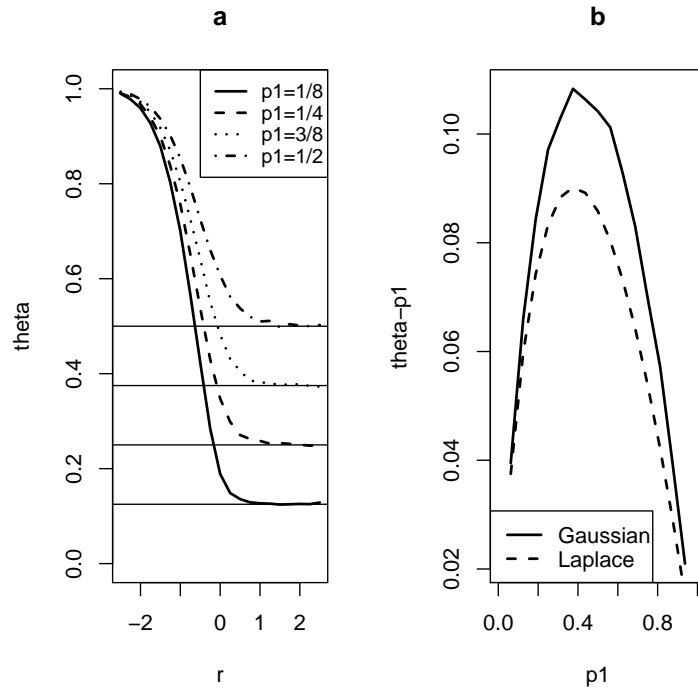 a
p1=1/8
p1=1/4
p1=3/8
p1=1/2
theta
0.0
0.2
0.4
0.6
0.8
1.0
−2
0
1
2
r
b
theta−p1
0.02
0.04
0.06
0.08
0.10
Gaussian
Laplace
0.0
0.4
0.8
p1